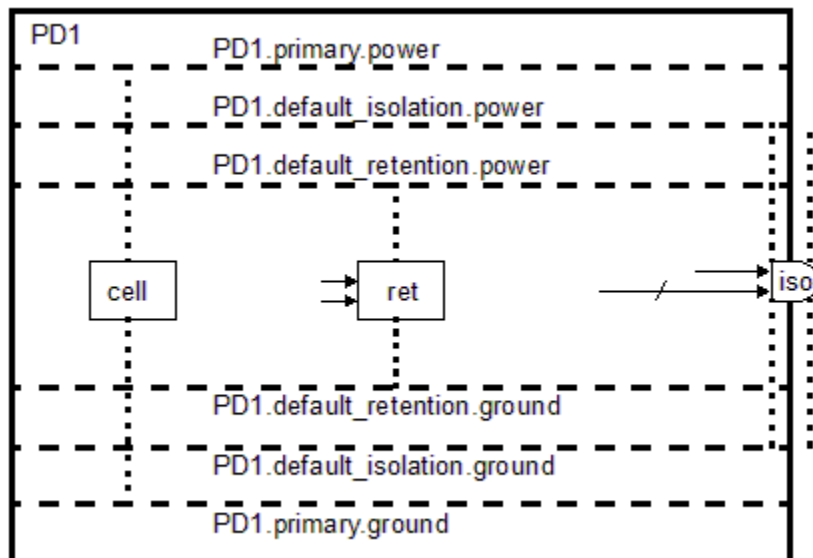 PD1
PD1.primary.power
PD1.default_isolation.power
PD1.default_retention.power
cell
ret
iso
PD1.default_retention.ground
PD1.default_isolation.ground
PD1.primary.ground